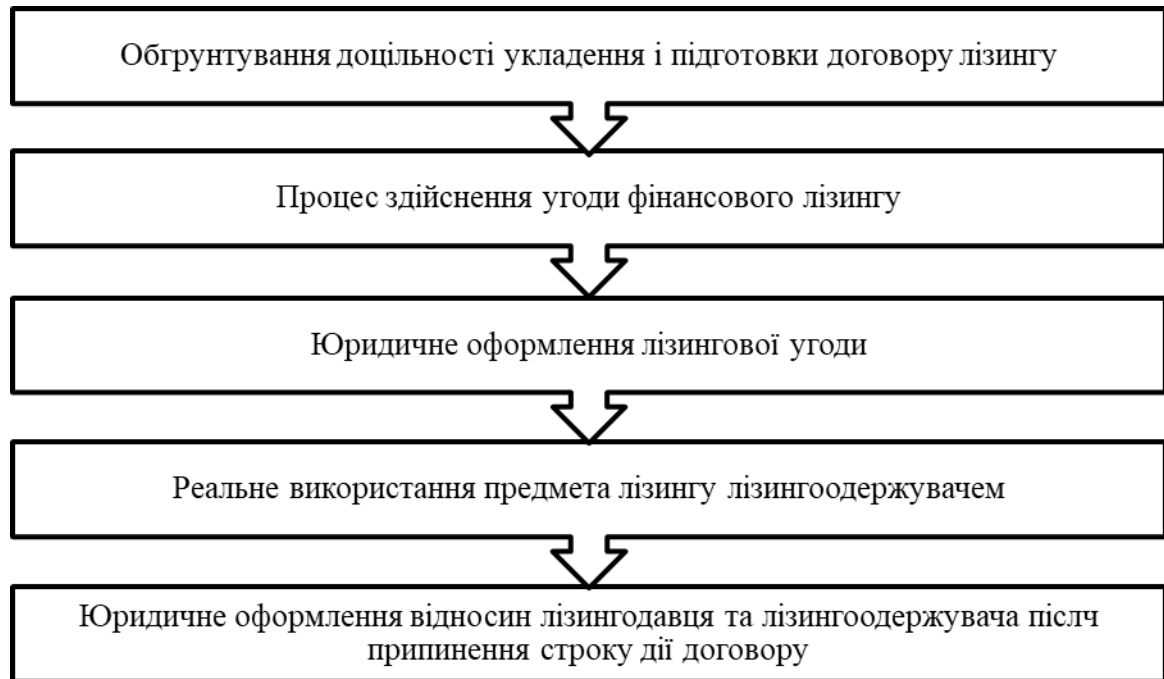 Обгрунтування доцільності укладення і підготовки договору лізингу
Процес здійснення угоди фінансового лізингу
Юридичне оформлення лізингової угоди
Реальне використання предмета лізингу лізингоодержувачем
Юридичне оформлення відносин лізингодавця та лізингоодержувача післч
припинення строку дії договору